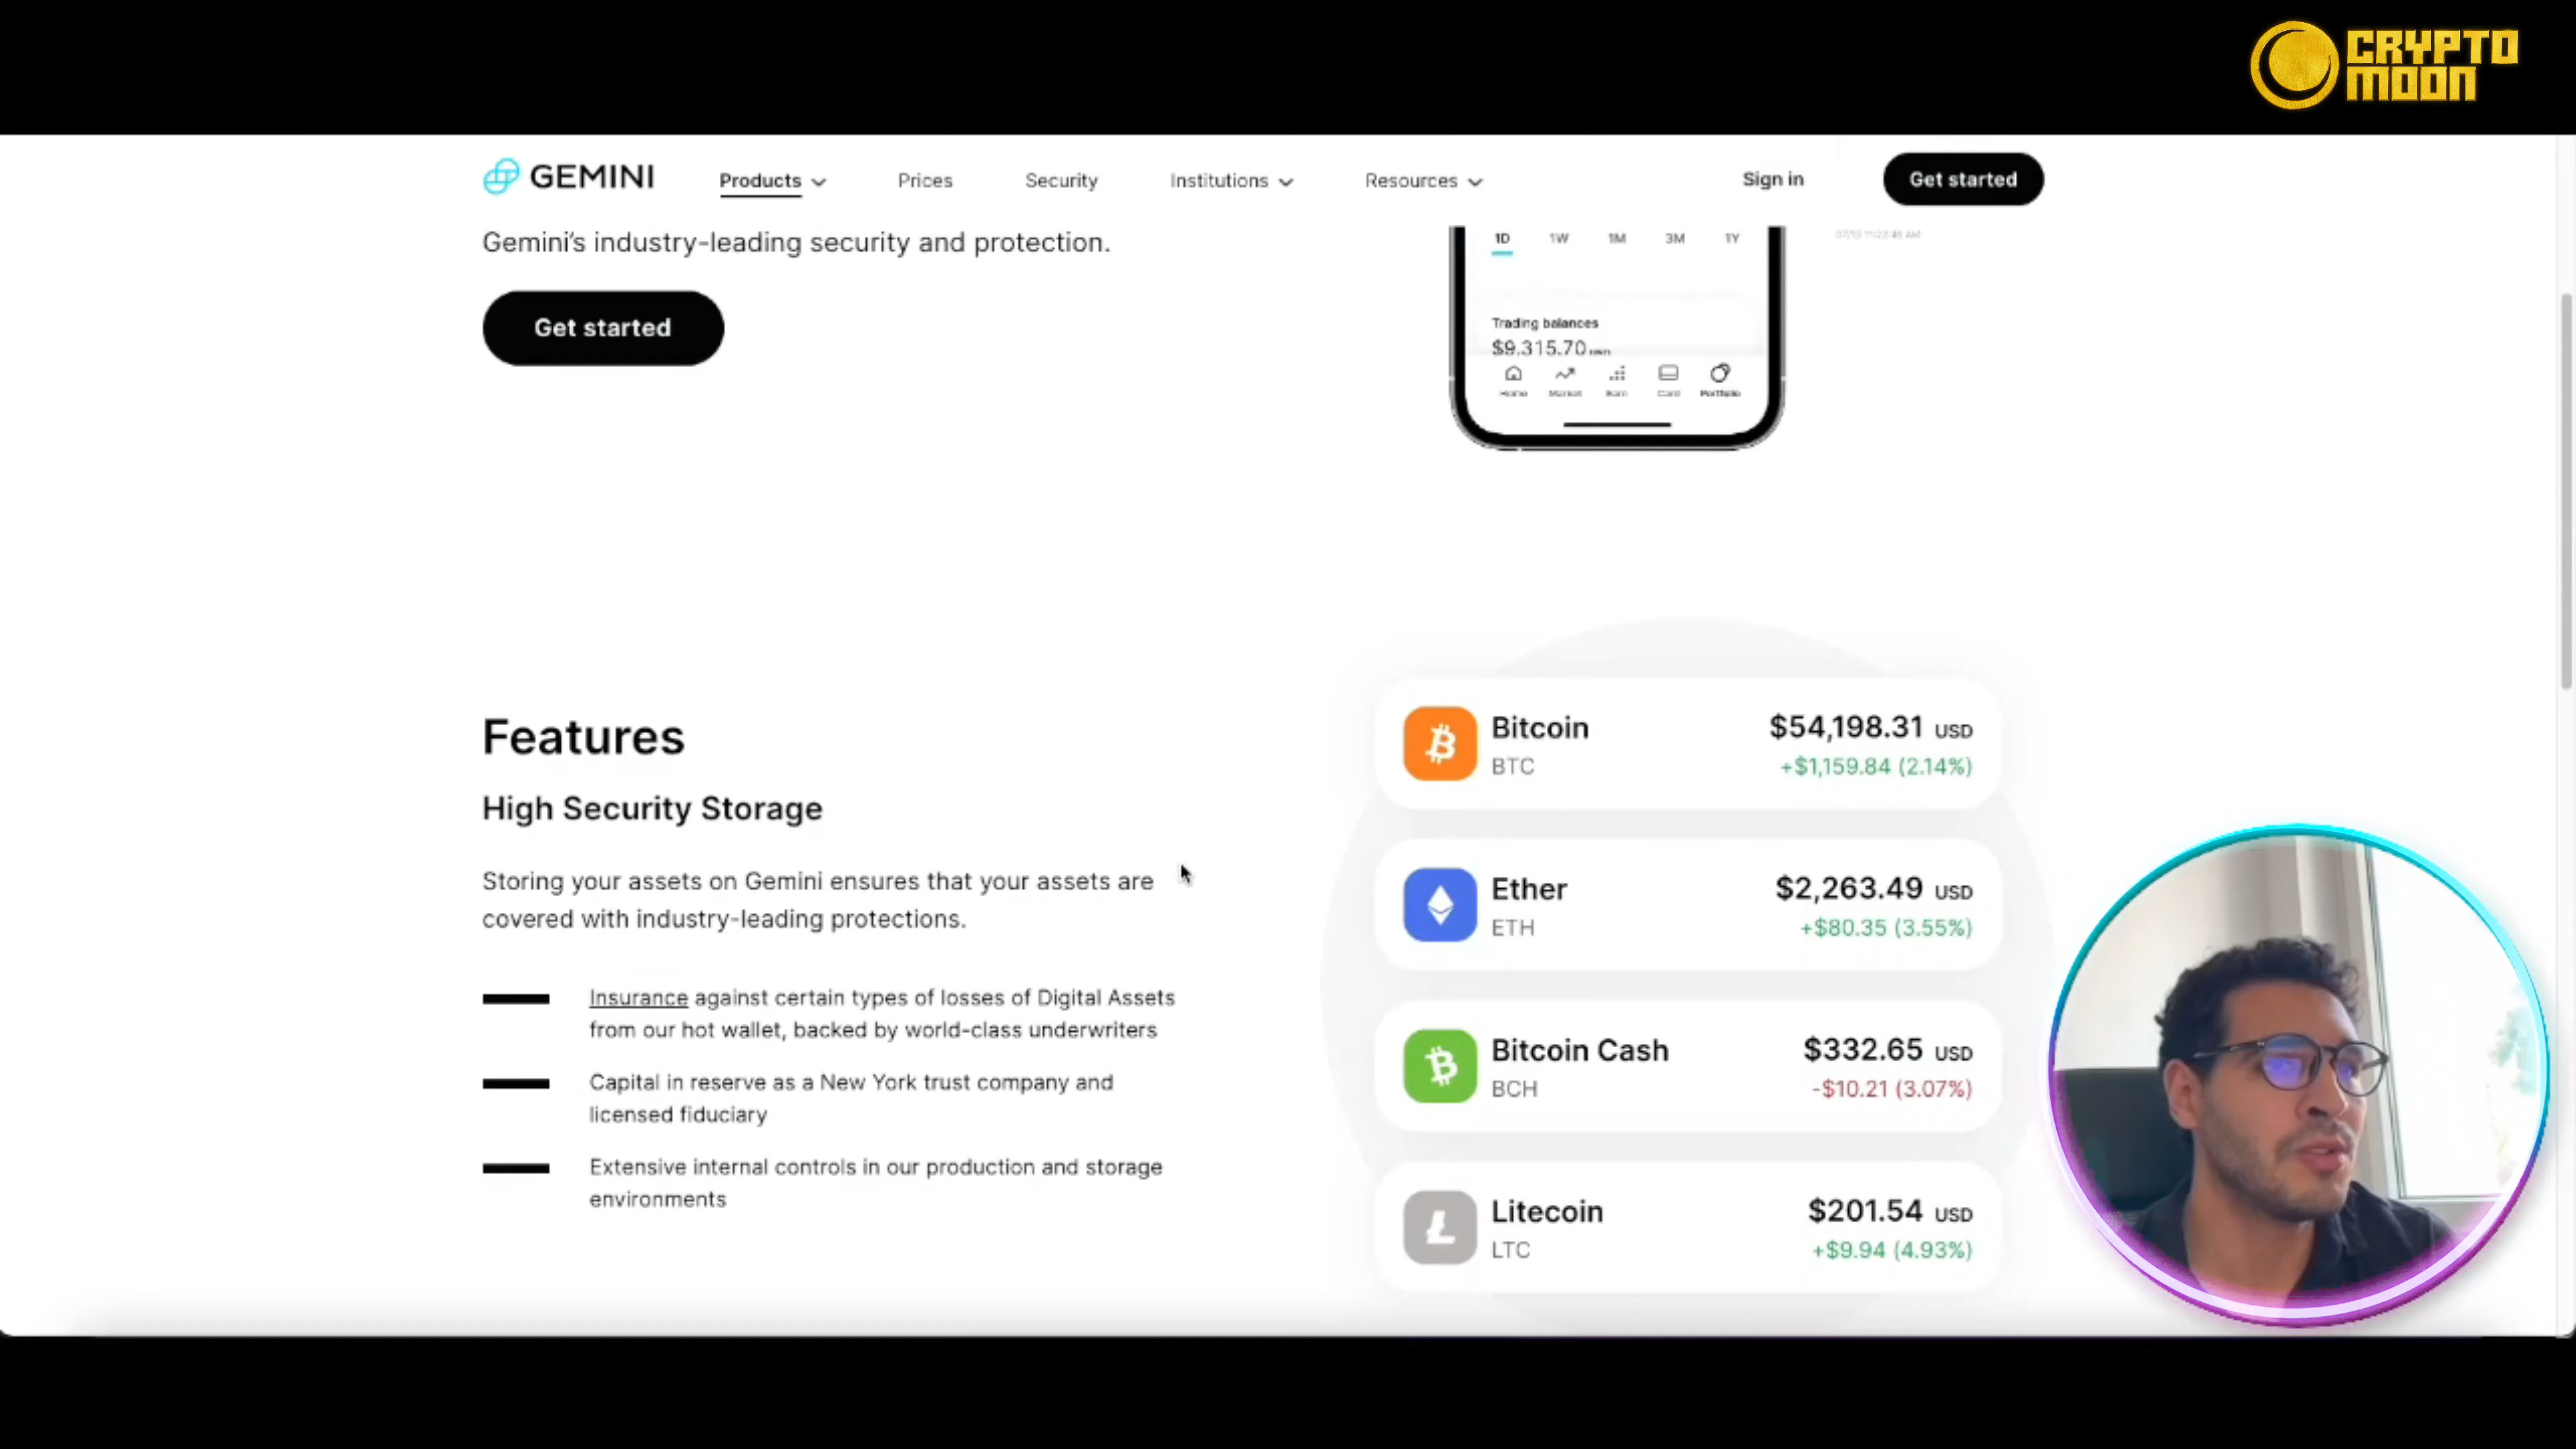 CRYPTO
MOON
GEMINI
Products
Prices
Security
Institutions
Resources
Sign in
Get started
Gemini's industry-leading security and protection.
Get started
1D
1W
1M
3M
1Y
Trading balances
$9,315.70
Home
Market
Earn
Card
Portfolio
Features
High Security Storage
Storing your assets on Gemini ensures that your assets are
covered with industry-leading protections.
Insurance against certain types of losses of Digital Assets
from our hot wallet, backed by world-class underwriters
Capital in reserve as a New York trust company and
licensed fiduciary
Extensive internal controls in our production and storage
environments
Bitcoin $54,198.31 USD
BTC +$1,159.84 (2.14%)
Ether $2,263.49 USD
ETH +$80.35 (3.55%)
Bitcoin Cash $332.65 USD
BCH -$10.21 (3.07%)
Litecoin $201.54 USD
LTC +$9.94 (4.93%)